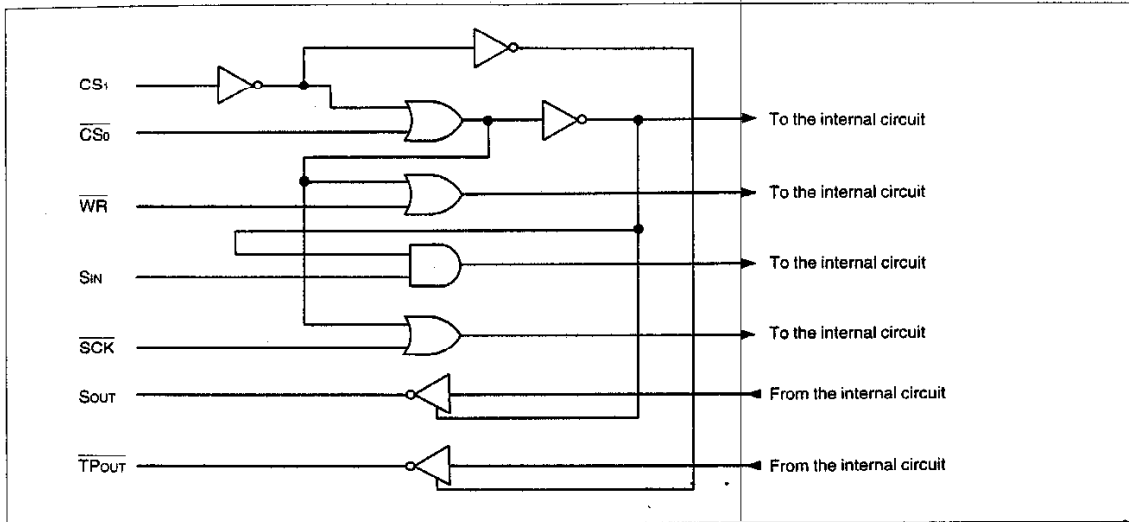 CS1
CS0
To the internal circuit
WR
To the internal circuit
SIN
To the internal circuit
SCK
To the internal circuit
SOUT
From the internal circuit
TPOUT
From the internal circuit